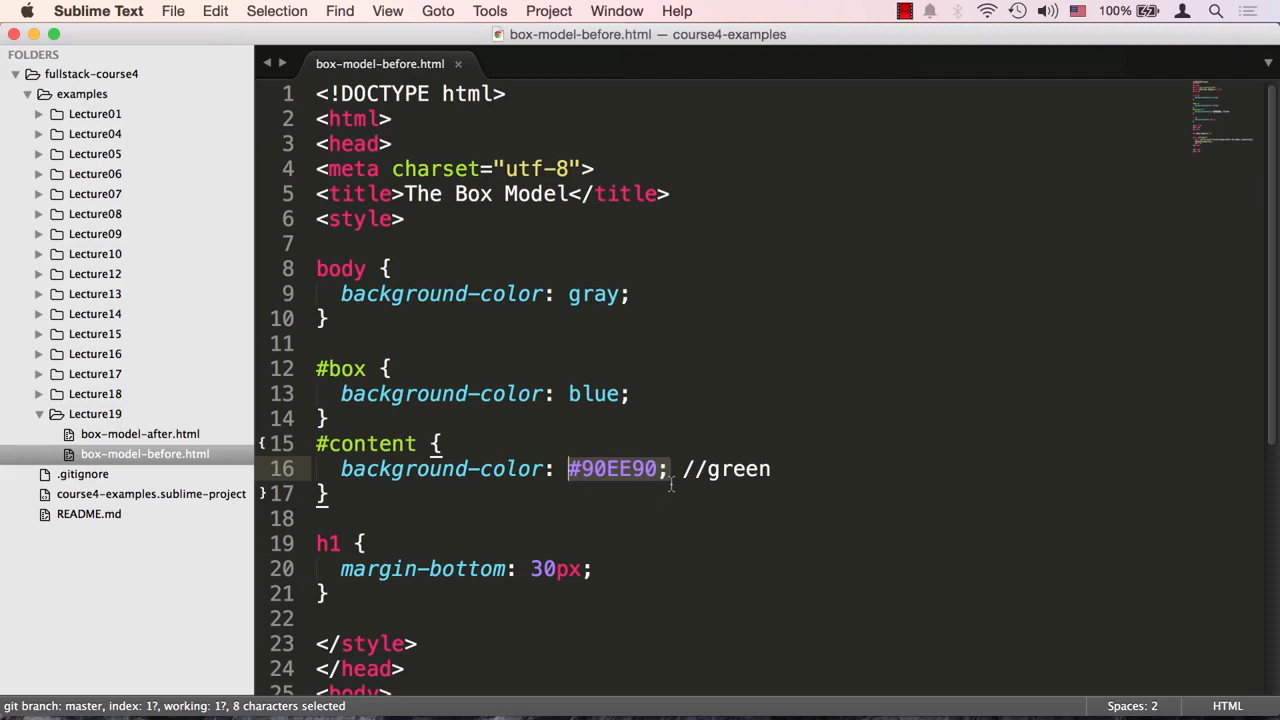 Sublime Text File Edit Selection Find View Goto Tools Project Window Help 100%
box-model-before.html — course4-examples
FOLDERS
fullstack-course4
examples
Lecture01
Lecture04
Lecture05
Lecture06
Lecture07
Lecture08
Lecture09
Lecture10
Lecture12
Lecture13
Lecture14
Lecture15
Lecture16
Lecture17
Lecture18
Lecture19
box-model-after.html
box-model-before.html
.gitignore
course4-examples.sublime-project
README.md
box-model-before.html ×
1 <!DOCTYPE html>
2 <html>
3 <head>
4 <meta charset="utf-8">
5 <title>The Box Model</title>
6 <style>
7
8 body {
9 background-color: gray;
10 }
11
12 #box {
13 background-color: blue;
14 }
15 #content {
16 background-color: #90EE90; //green
17 }
18
19 h1 {
20 margin-bottom: 30px;
21 }
22
23 </style>
24 </head>
25 <body>
git branch: master, index: 1?, working: 1?, 8 characters selected Spaces: 2 HTML